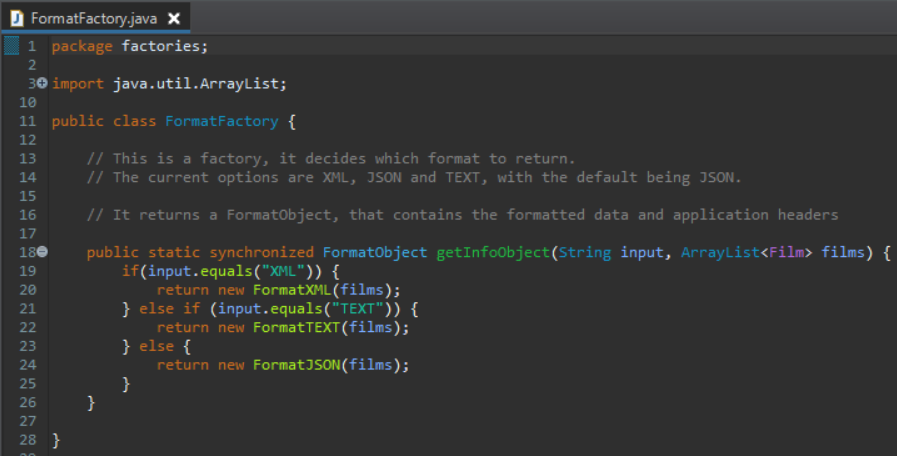 FormatFactory.java
1 package factories;
2
3 import java.util.ArrayList;
10
11 public class FormatFactory {
12
13     // This is a factory, it decides which format to return.
14     // The current options are XML, JSON and TEXT, with the default being JSON.
15
16     // It returns a FormatObject, that contains the formatted data and application headers
17
18     public static synchronized FormatObject getInfoObject(String input, ArrayList<Film> films) {
19         if(input.equals("XML")) {
20             return new FormatXML(films);
21         } else if (input.equals("TEXT")) {
22             return new FormatTEXT(films);
23         } else {
24             return new FormatJSON(films);
25         }
26     }
27
28 }